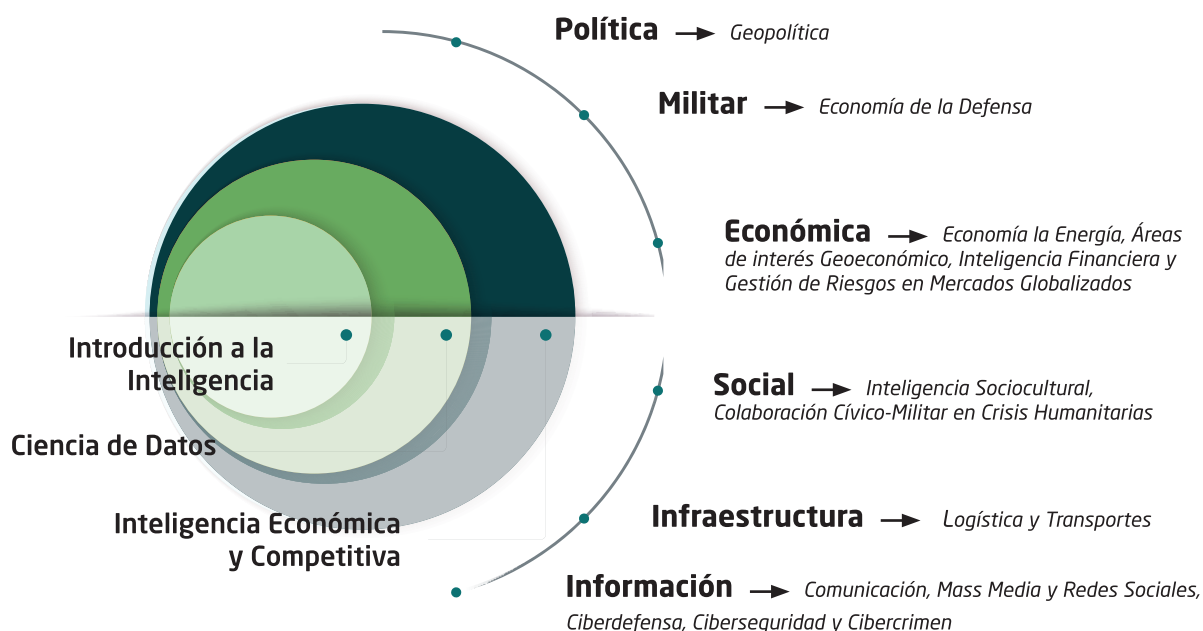 Política → Geopolítica
Militar → Economía de la Defensa
Económica → Economía la Energía, Áreas
de interés Geoeconómico, Inteligencia Financiera y
Gestión de Riesgos en Mercados Globalizados
Introducción a la
Inteligencia
Social → Inteligencia Sociocultural,
Colaboración Cívico-Militar en Crisis Humanitarias
Ciencia de Datos
Inteligencia Económica
y Competitiva
Infraestructura → Logística y Transportes
Información → Comunicación, Mass Media y Redes Sociales,
Ciberdefensa, Ciberseguridad y Cibercrimen